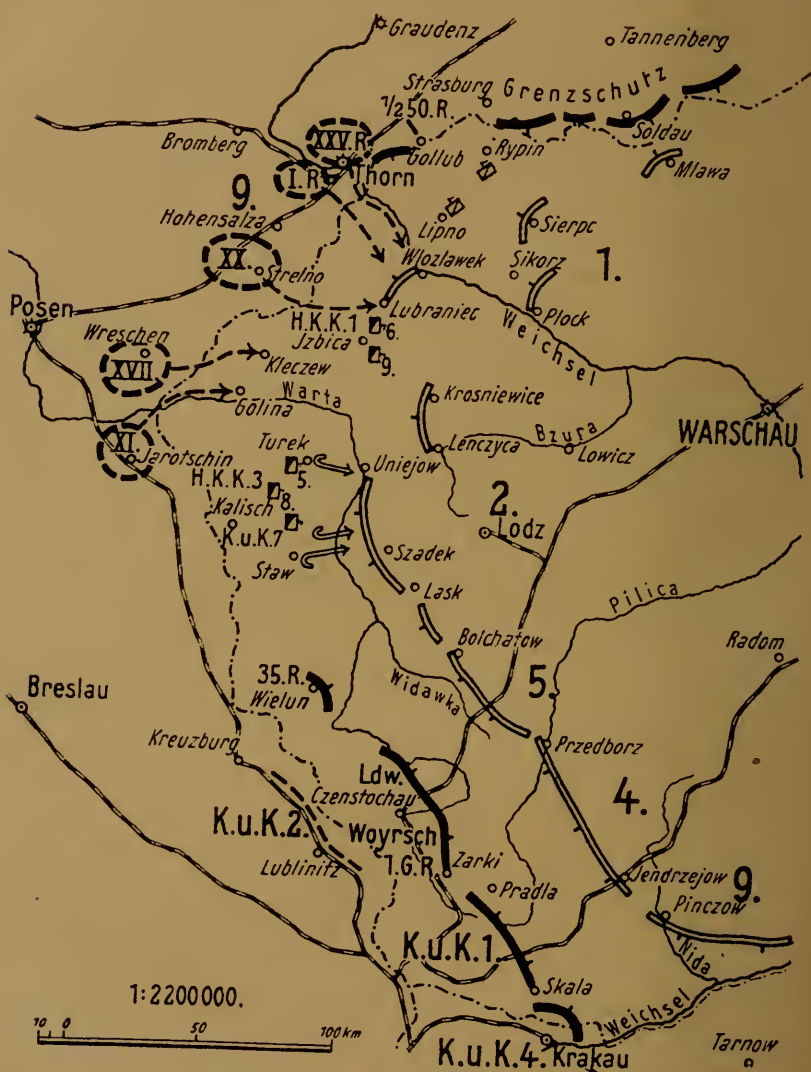 Graudenz
Tannenberg
Strasburg
Grenzschutz
1/250.R.
Bromberg
XXV.R.
Gollub
Soldau
Rypin
I.R.
Thorn
Mlawa
9.
Hohensalza
Lipno
Sierpc
XX.
Strelno
Wlozlawek
Sikorz
1.
Plock
Lubraniec
Posen
H.K.K.1
6.
Weichsel
Wreschen
Jzbica
9.
XVII
Kleczew
Warta
Krosniewice
Golina
Bzura
WARSCHAU
XI.
Jarotschin
Turek
Lenczyca
Lowicz
H.K.K.3
5.
Uniejow
8.
Kalisch
2.
Lodz
K.u.K.7
Szadek
Staw
Lask
Pilica
Bolchatow
Radom
35.R.
Widawka
5.
Wielun
Breslau
Przedborz
Kreuzburg
Ldw.
4.
Czenstochau
K.u.K.2.
Woyrsch
1.G.R.
Lublinitz
Zarki
Jendrzejow
9.
Pradla
Pinczow
K.u.K.1.
Nida
1:2200000.
Skala
Weichsel
10 0 50 100 km
K.u.K.4.
Krakau
Tarnow